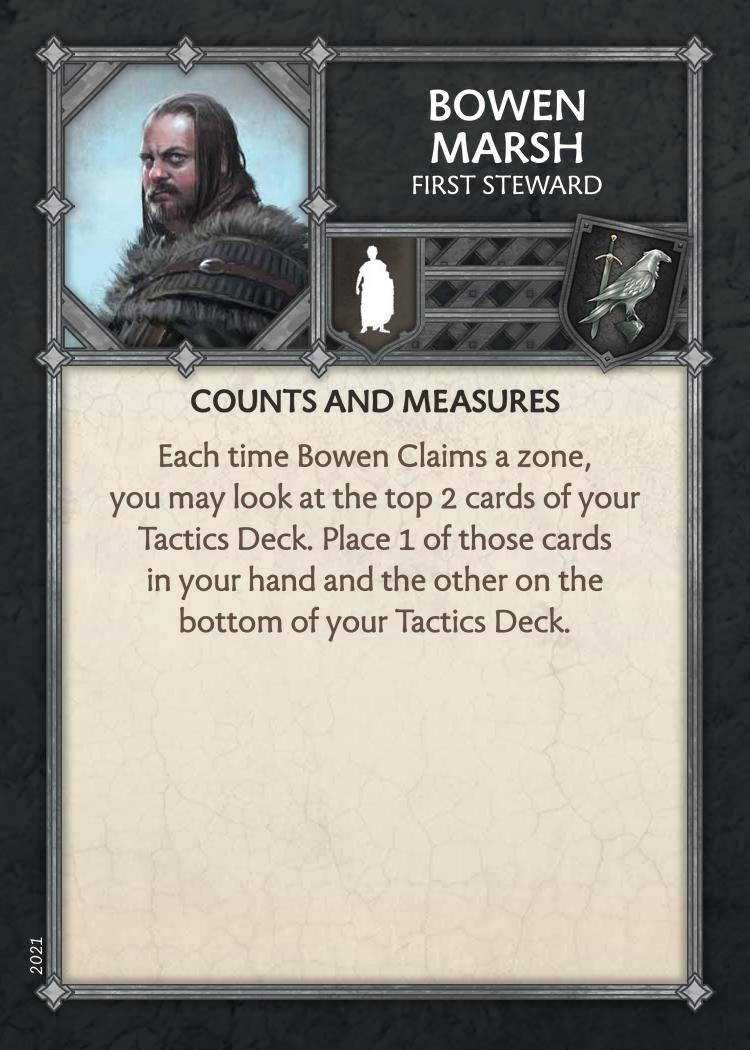 BOWEN
MARSH
FIRST STEWARD
COUNTS AND MEASURES
Each time Bowen Claims a zone,
you may look at the top 2 cards of your
Tactics Deck. Place 1 of those cards
in your hand and the other on the
bottom of your Tactics Deck.
2021